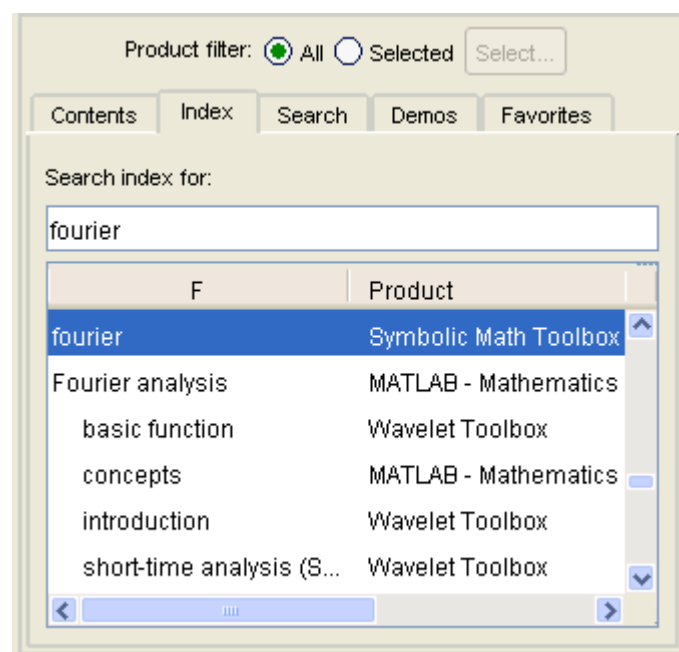 Product filter: All Selected Select...
Contents Index Search Demos Favorites
Search index for:
fourier
F Product
fourier Symbolic Math Toolbox
Fourier analysis MATLAB - Mathematics
basic function Wavelet Toolbox
concepts MATLAB - Mathematics
introduction Wavelet Toolbox
short-time analysis (S... Wavelet Toolbox